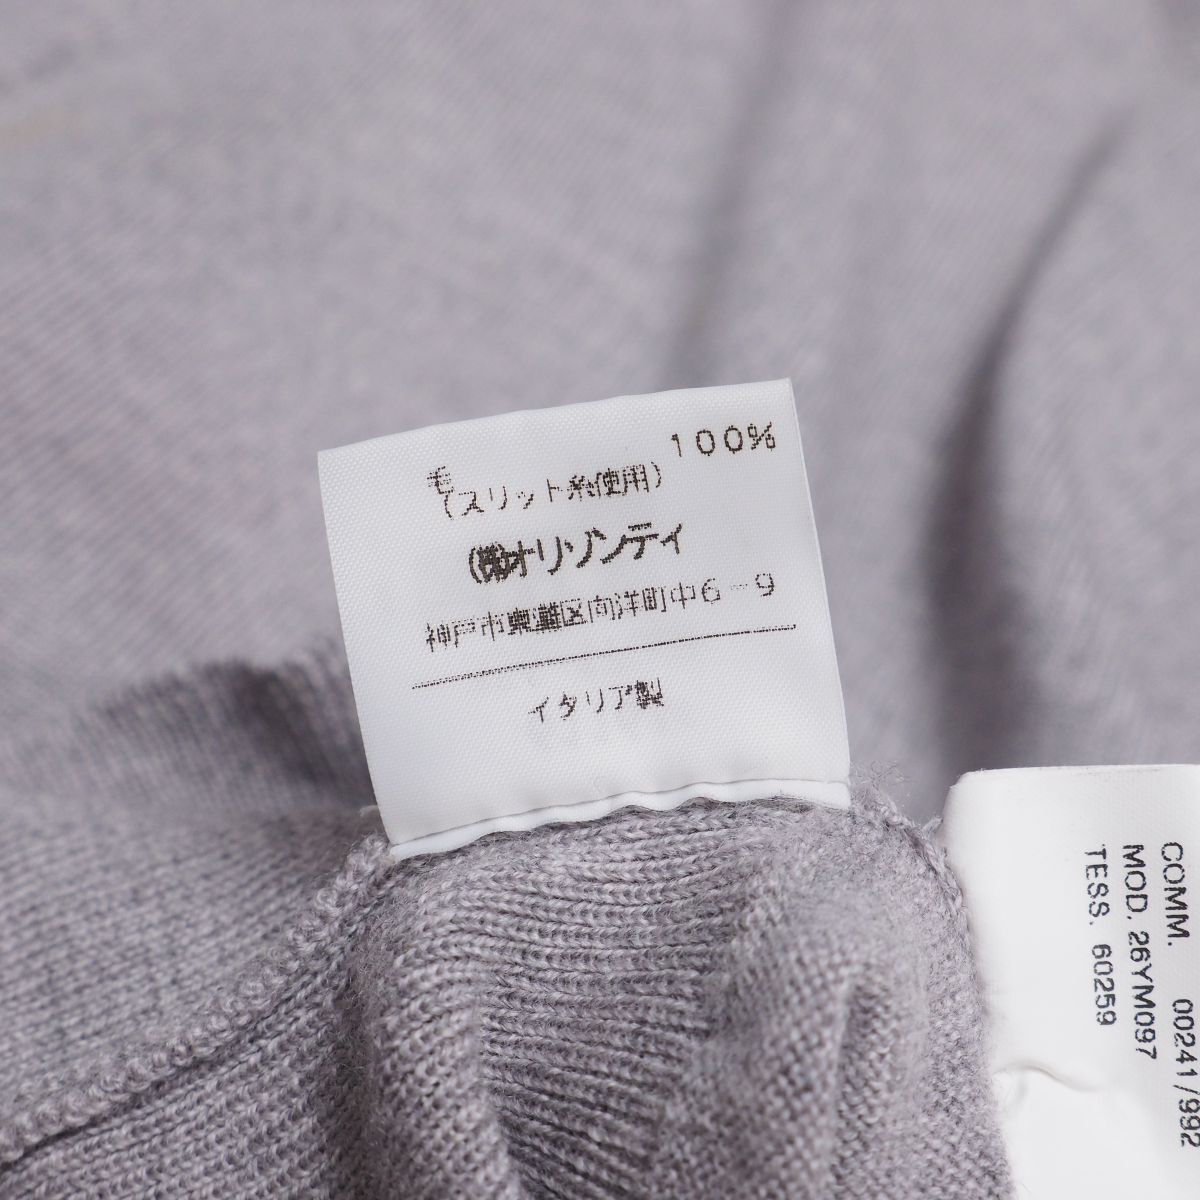 毛 100%
(スリット糸使用)
(株)オリゾンティ
神戸市東灘区向洋町中6-9
イタリア製
COMM. 00241/992
MOD. 26YM097
TESS. 60259